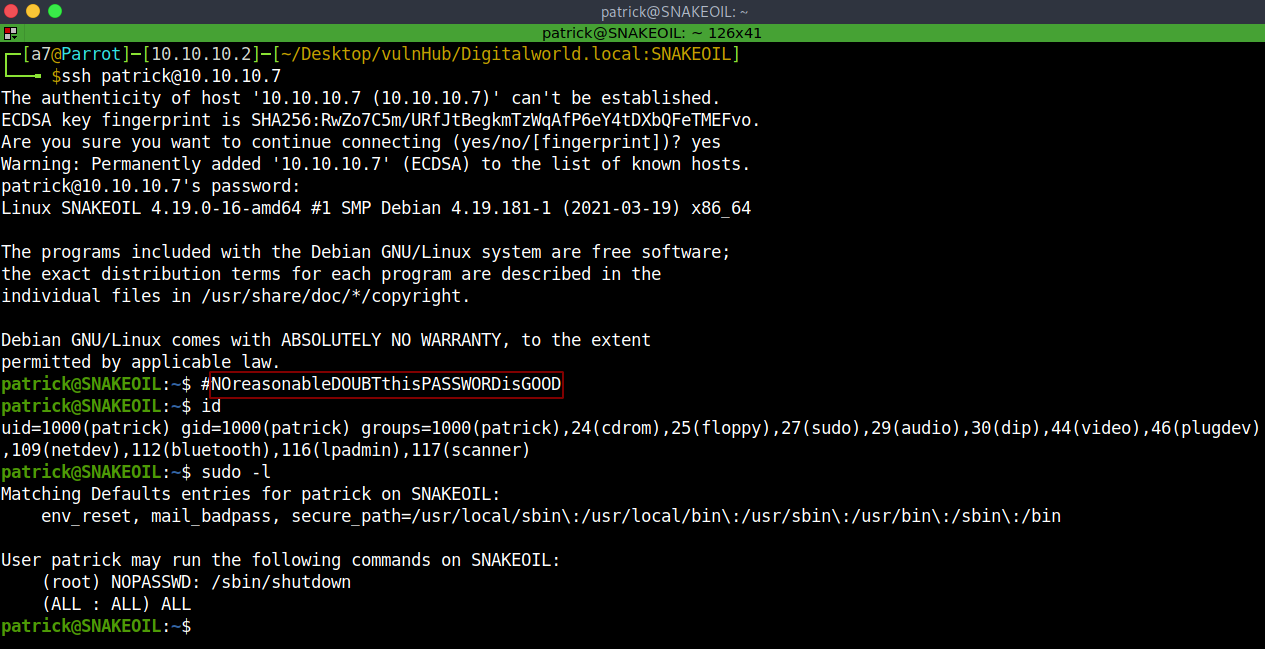 patrick@SNAKEOIL: ~
patrick@SNAKEOIL: ~ 126x41
┌─[a7@Parrot]─[10.10.10.2]─[~/Desktop/vulnHub/Digitalworld.local:SNAKEOIL]
└──╼ $ssh patrick@10.10.10.7
The authenticity of host '10.10.10.7 (10.10.10.7)' can't be established.
ECDSA key fingerprint is SHA256:RwZo7C5m/URfJtBegkmTzWqAfP6eY4tDXbQFeTMEFvo.
Are you sure you want to continue connecting (yes/no/[fingerprint])? yes
Warning: Permanently added '10.10.10.7' (ECDSA) to the list of known hosts.
patrick@10.10.10.7's password:
Linux SNAKEOIL 4.19.0-16-amd64 #1 SMP Debian 4.19.181-1 (2021-03-19) x86_64

The programs included with the Debian GNU/Linux system are free software;
the exact distribution terms for each program are described in the
individual files in /usr/share/doc/*/copyright.

Debian GNU/Linux comes with ABSOLUTELY NO WARRANTY, to the extent
permitted by applicable law.
patrick@SNAKEOIL:~$ #NOreasonableDOUBTthisPASSWORDisGOOD
patrick@SNAKEOIL:~$ id
uid=1000(patrick) gid=1000(patrick) groups=1000(patrick),24(cdrom),25(floppy),27(sudo),29(audio),30(dip),44(video),46(plugdev)
,109(netdev),112(bluetooth),116(lpadmin),117(scanner)
patrick@SNAKEOIL:~$ sudo -l
Matching Defaults entries for patrick on SNAKEOIL:
    env_reset, mail_badpass, secure_path=/usr/local/sbin\:/usr/local/bin\:/usr/sbin\:/usr/bin\:/sbin\:/bin

User patrick may run the following commands on SNAKEOIL:
    (root) NOPASSWD: /sbin/shutdown
    (ALL : ALL) ALL
patrick@SNAKEOIL:~$